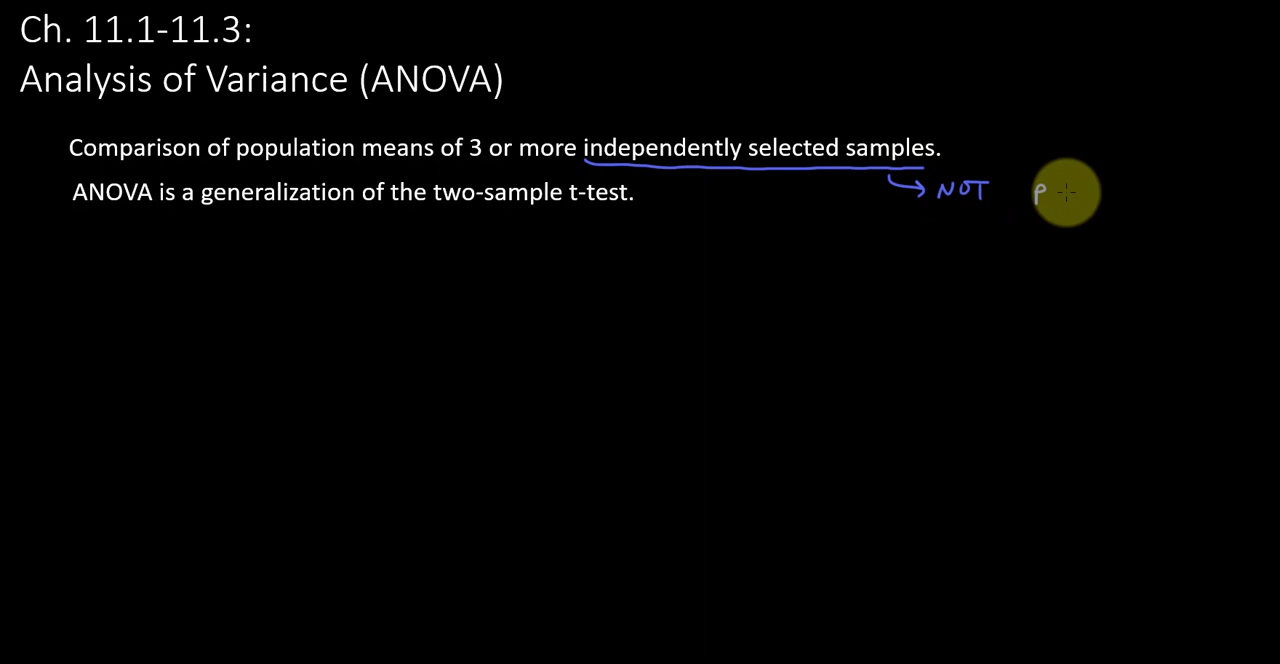 Ch. 11.1-11.3:
Analysis of Variance (ANOVA)
Comparison of population means of 3 or more independently selected samples.
ANOVA is a generalization of the two-sample t-test.
NOT P